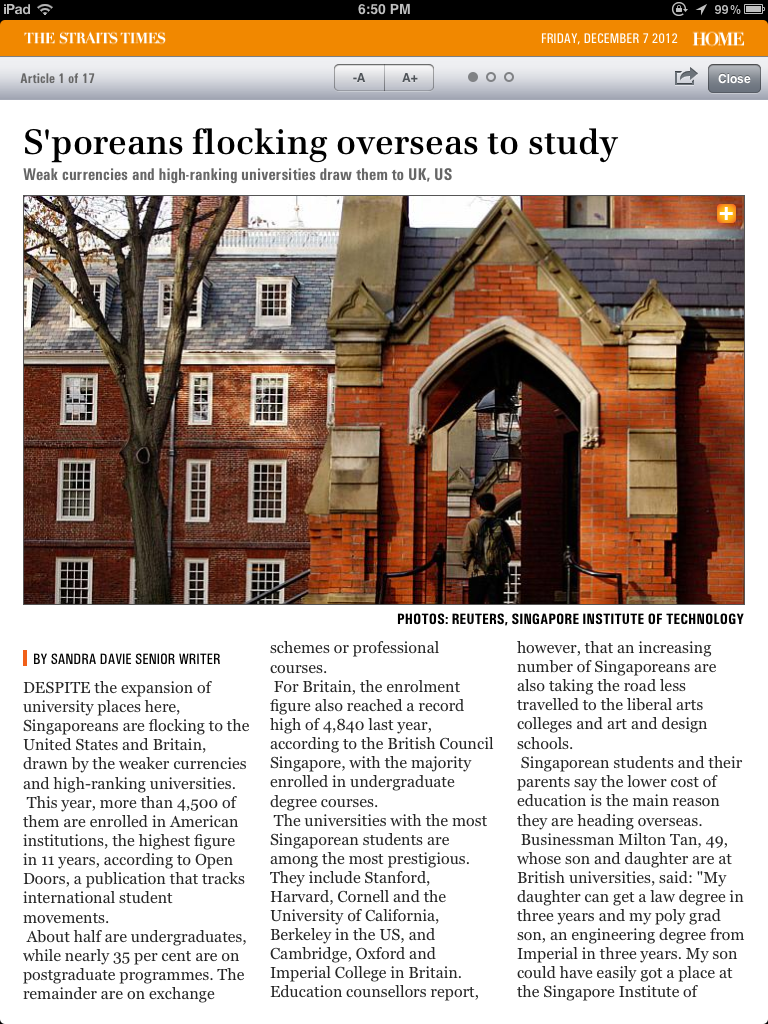 iPad
6:50 PM
99%
THE STRAITS TIMES
FRIDAY, DECEMBER 7 2012
HOME
Article 1 of 17
-A
A+
Close
S'poreans flocking overseas to study
Weak currencies and high-ranking universities draw them to UK, US
PHOTOS: REUTERS, SINGAPORE INSTITUTE OF TECHNOLOGY
BY SANDRA DAVIE SENIOR WRITER
DESPITE the expansion of
university places here,
Singaporeans are flocking to the
United States and Britain,
drawn by the weaker currencies
and high-ranking universities.
This year, more than 4,500 of
them are enrolled in American
institutions, the highest figure
in 11 years, according to Open
Doors, a publication that tracks
international student
movements.
About half are undergraduates,
while nearly 35 per cent are on
postgraduate programmes. The
remainder are on exchange
schemes or professional
courses.
For Britain, the enrolment
figure also reached a record
high of 4,840 last year,
according to the British Council
Singapore, with the majority
enrolled in undergraduate
degree courses.
The universities with the most
Singaporean students are
among the most prestigious.
They include Stanford,
Harvard, Cornell and the
University of California,
Berkeley in the US, and
Cambridge, Oxford and
Imperial College in Britain.
Education counsellors report,
however, that an increasing
number of Singaporeans are
also taking the road less
travelled to the liberal arts
colleges and art and design
schools.
Singaporean students and their
parents say the lower cost of
education is the main reason
they are heading overseas.
Businessman Milton Tan, 49,
whose son and daughter are at
British universities, said: "My
daughter can get a law degree in
three years and my poly grad
son, an engineering degree from
Imperial in three years. My son
could have easily got a place at
the Singapore Institute of